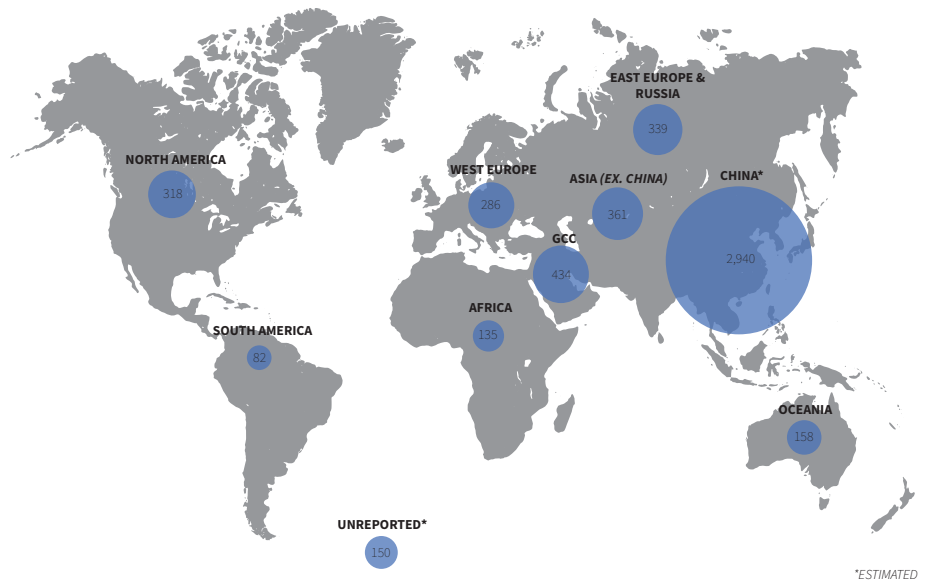 EAST EUROPE &
RUSSIA
339
NORTH AMERICA
318
WEST EUROPE
286
ASIA (EX. CHINA)
361
CHINA*
2,940
GCC
434
AFRICA
135
SOUTH AMERICA
82
OCEANIA
158
UNREPORTED*
150
*ESTIMATED